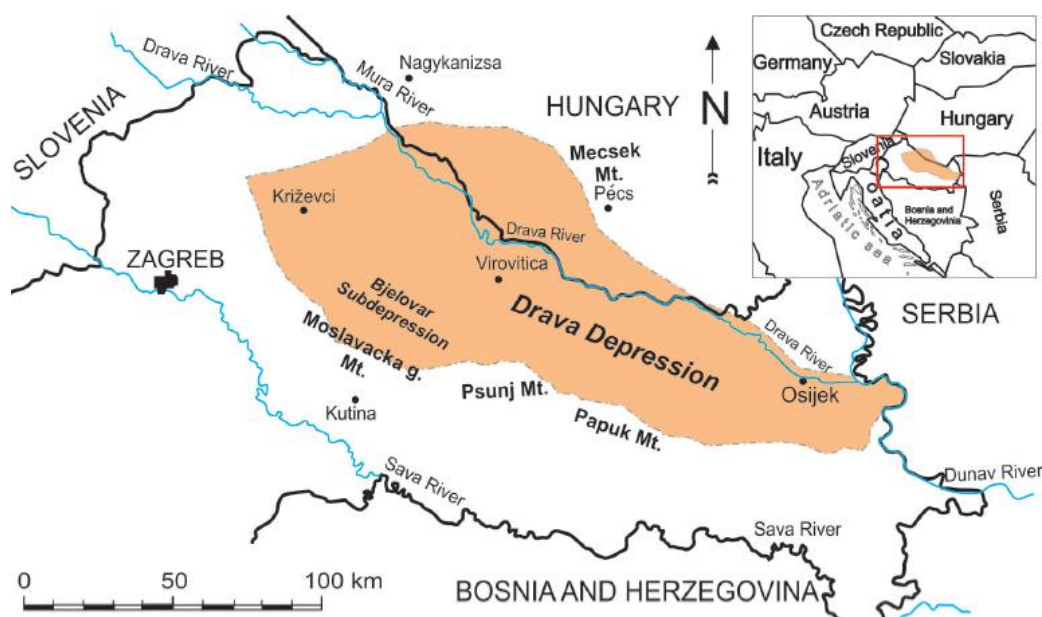 Drava River
Mura River
Nagykanizsa
HUNGARY
N
SLOVENIA
Mecsek
Mt.
Pécs
Križevci
ZAGREB
Drava River
Virovitica
Bjelovar
Subdepression
Drava Depression
Moslavacka g.
Mt.
Kutina
Psunj Mt.
Papuk Mt.
Drava River
Osijek
SERBIA
Dunav River
Sava River
Sava River
BOSNIA AND HERZEGOVINA
0 50 100 km
Czech Republic
Germany
Slovakia
Austria
Hungary
Italy
Slovenia
Croatia
Adriatic sea
Bosnia and
Herzegovinia
Serbia